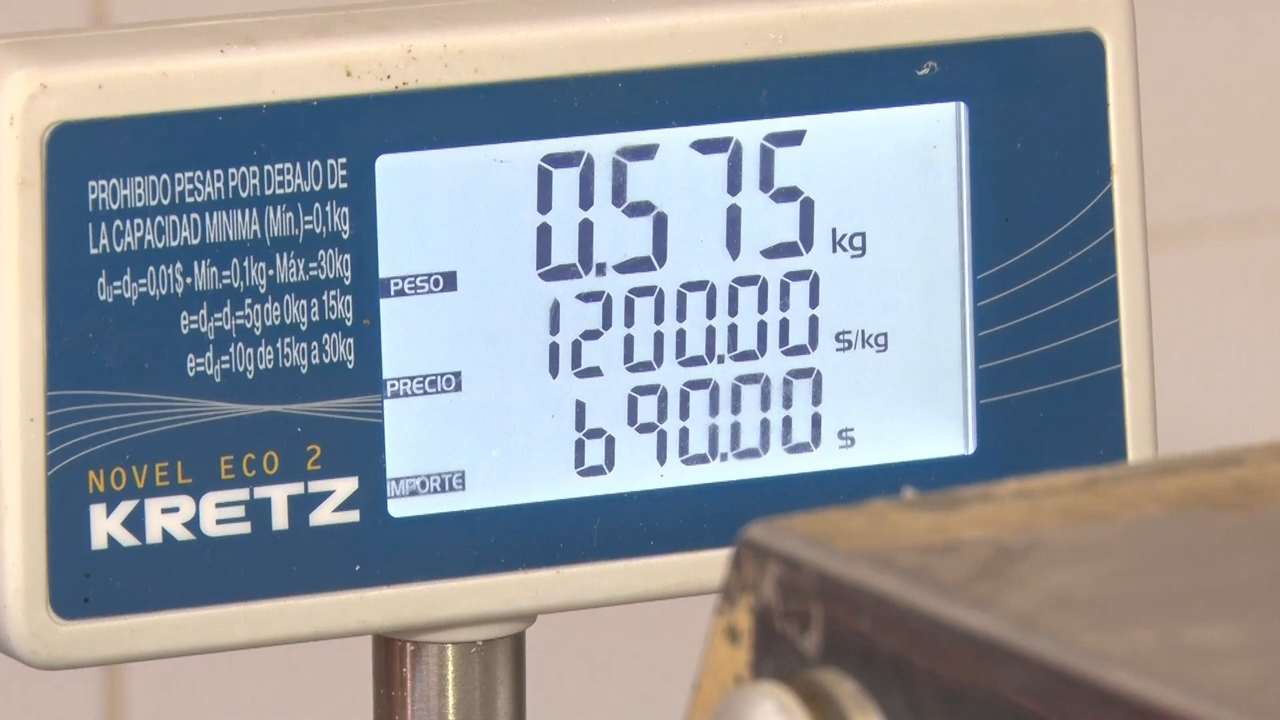 PROHIBIDO PESAR POR DEBAJO DE
LA CAPACIDAD MINIMA (Mín.)=0,1kg
du=dp=0,01$ - Mín.=0,1kg - Máx.=30kg
e=dd=dt=5g de 0kg a 15kg
e=dd=10g de 15kg a 30kg
NOVEL ECO 2
KRETZ
0.575 kg
PESO
1200.00 $/kg
PRECIO
690.00 $
IMPORTE